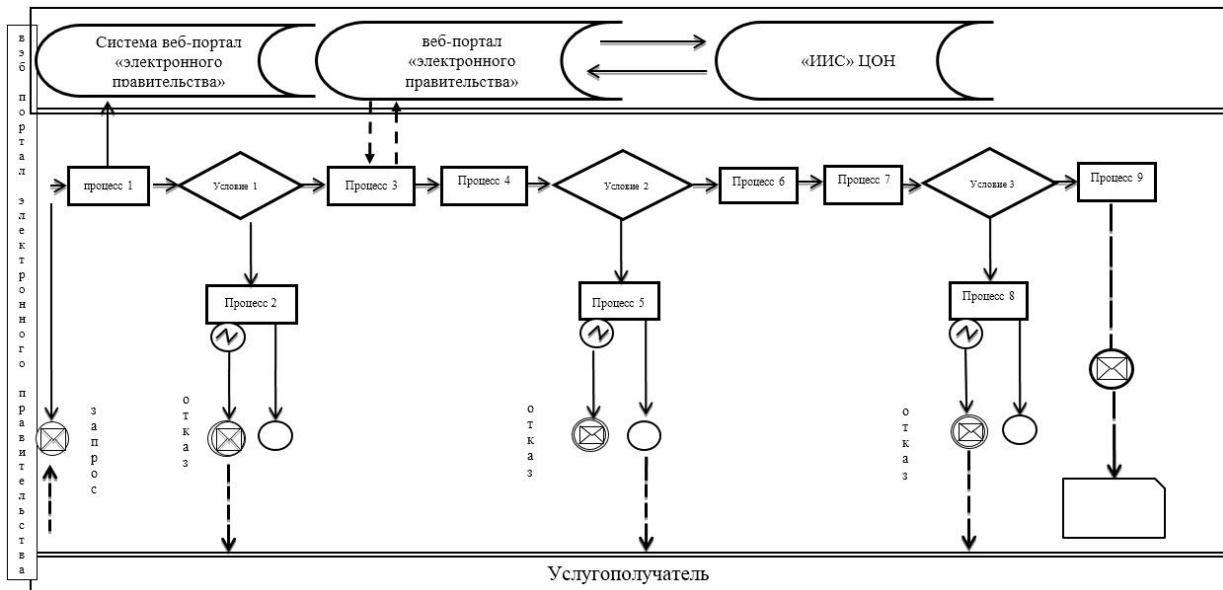 вэб портал электронного правительства
Система веб-портал
«электронного
правительства»
веб-портал
«электронного
правительства»
«ИИС» ЦОН
процесс 1
Условие 1
Процесс 3
Процесс 4
Условие 2
Процесс 6
Процесс 7
Условие 3
Процесс 9
Процесс 2
Процесс 5
Процесс 8
запрос
отказ
отказ
отказ
Услугополучатель